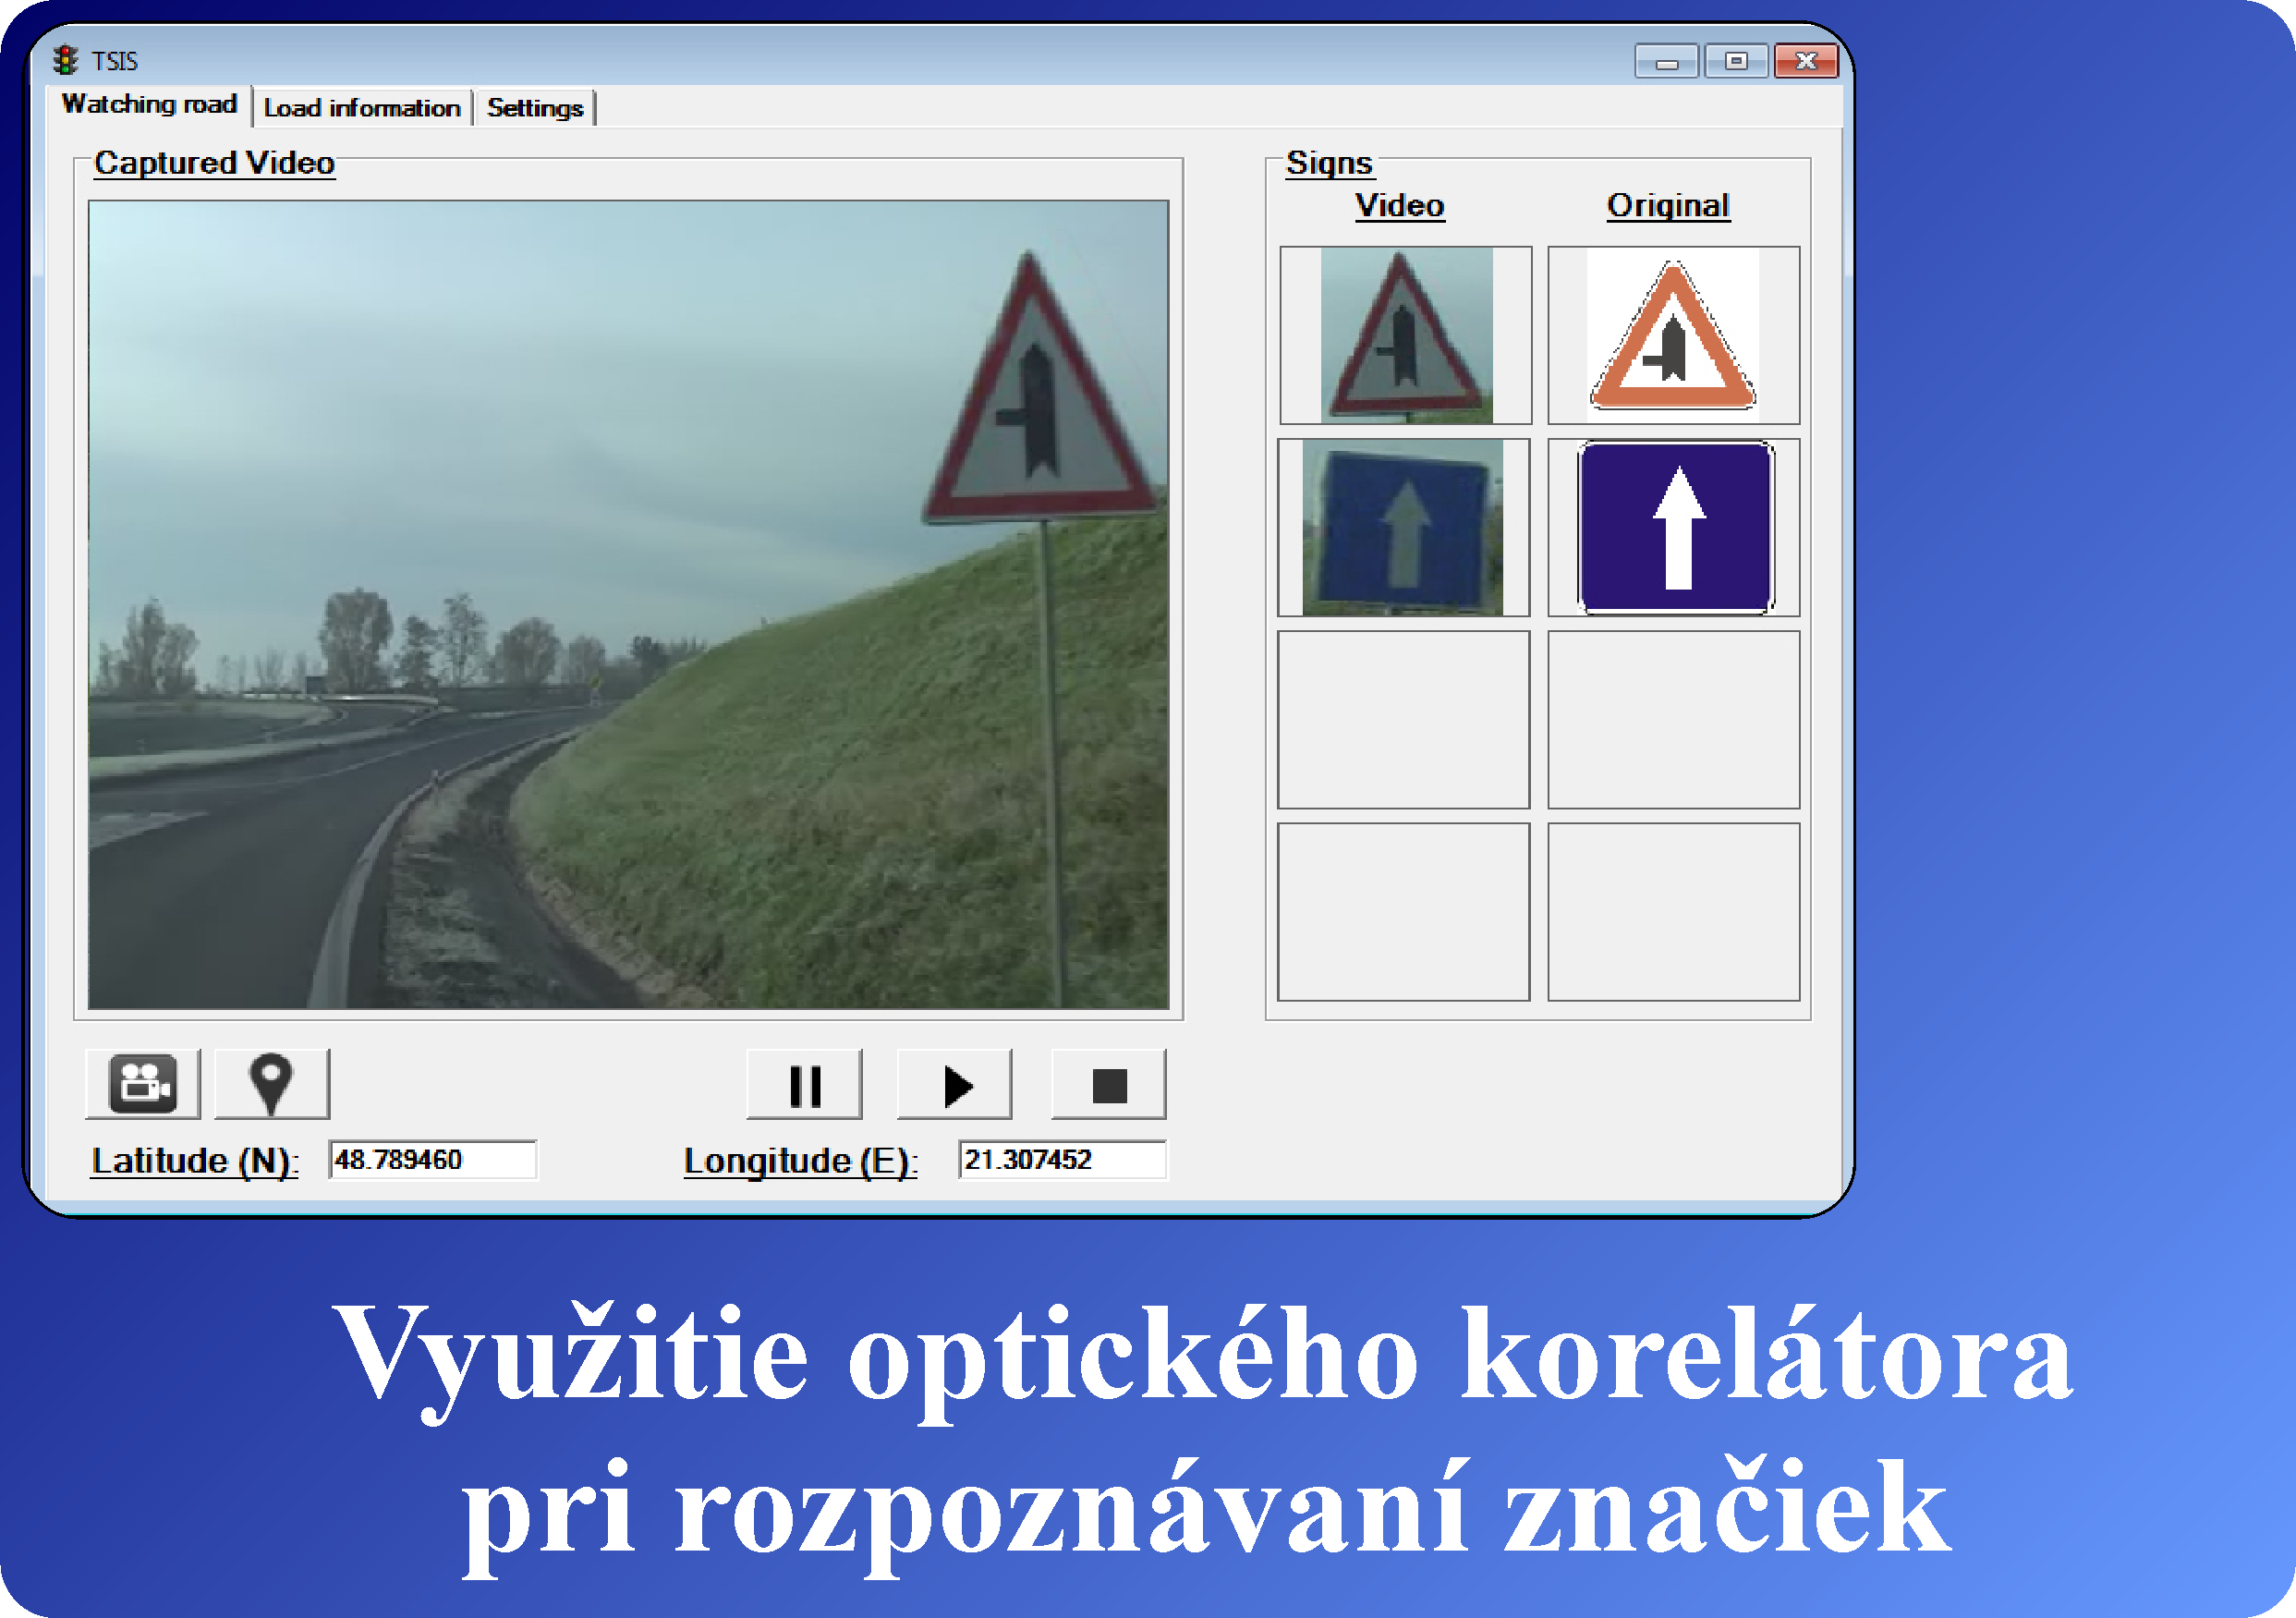 TSIS
Watching road
Load information
Settings
Captured Video
Signs
Video
Original
Latitude (N):
48.789460
Longitude (E):
21.307452
Využitie optického korelátora
pri rozpoznávaní značiek